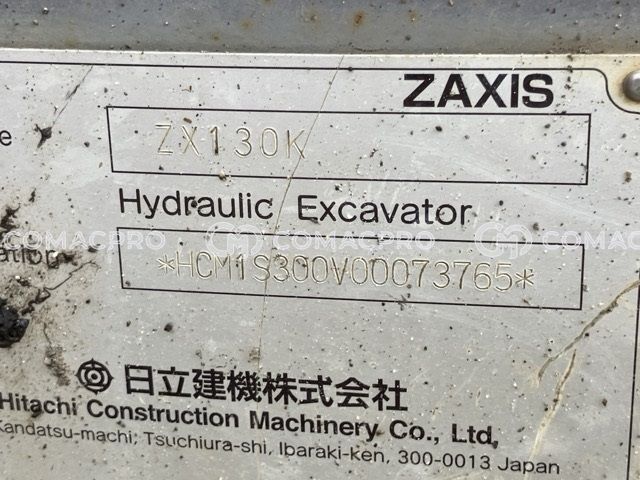 ZAXIS
ZX130K
Hydraulic Excavator
COMACPRO COMACPRO COMACPRO
*HCM1S300V00073765*
日立建機株式会社
Hitachi Construction Machinery Co., Ltd.
Kandatsu-machi, Tsuchiura-shi, Ibaraki-ken, 300-0013 Japan